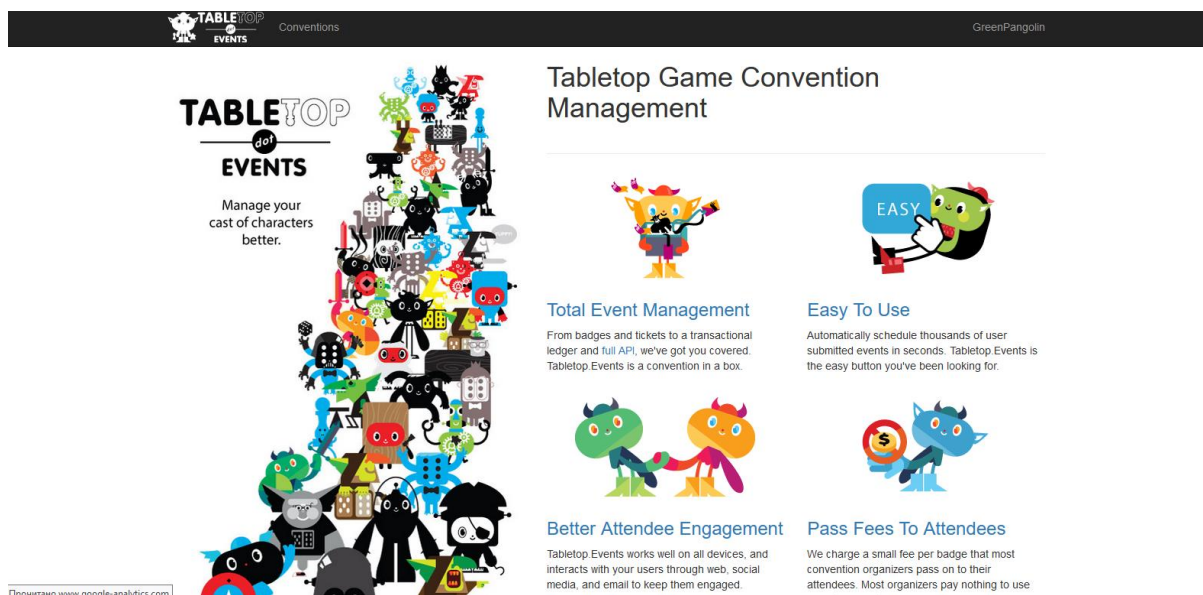 TABLETOP
dot
EVENTS
Conventions
GreenPangolin
TABLETOP
dot
EVENTS
Manage your
cast of characters
better.
Tabletop Game Convention
Management
EASY
Total Event Management
From badges and tickets to a transactional
ledger and full API, we've got you covered.
Tabletop.Events is a convention in a box.
Easy To Use
Automatically schedule thousands of user
submitted events in seconds. Tabletop.Events is
the easy button you've been looking for.
$
Better Attendee Engagement
Tabletop.Events works well on all devices, and
interacts with your users through web, social
media, and email to keep them engaged.
Pass Fees To Attendees
We charge a small fee per badge that most
convention organizers pass on to their
attendees. Most organizers pay nothing to use
Прочитано www.google-analytics.com